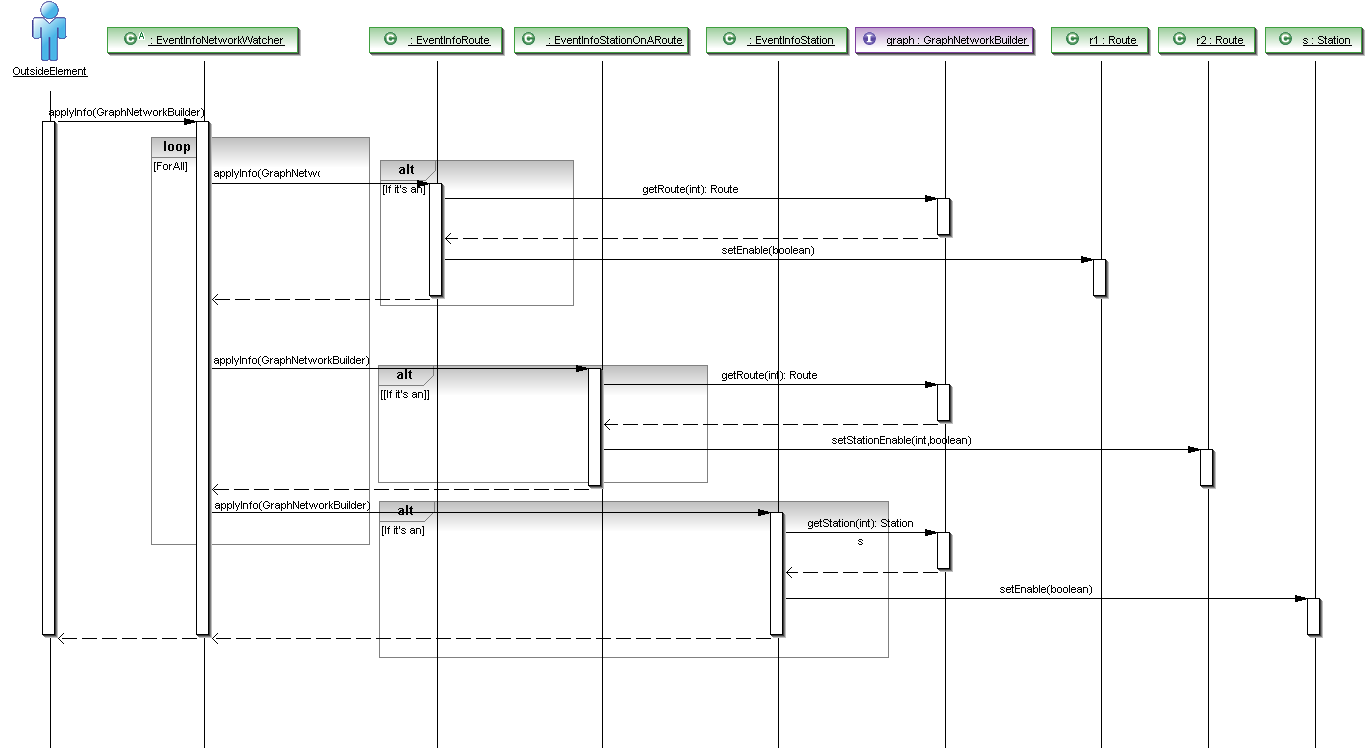 OutsideElement
C A : EventInfoNetworkWatcher
C : EventInfoRoute
C : EventInfoStationOnARoute
C : EventInfoStation
I graph : GraphNetworkBuilder
C r1 : Route
C r2 : Route
C s : Station
applyInfo(GraphNetworkBuilder)
loop
[ForAll]
applyInfo(GraphNetwo
alt
[If it's an]
getRoute(int): Route
setEnable(boolean)
applyInfo(GraphNetworkBuilder)
alt
[[If it's an]]
getRoute(int): Route
setStationEnable(int,boolean)
applyInfo(GraphNetworkBuilder)
alt
[If it's an]
getStation(int): Station
s
setEnable(boolean)